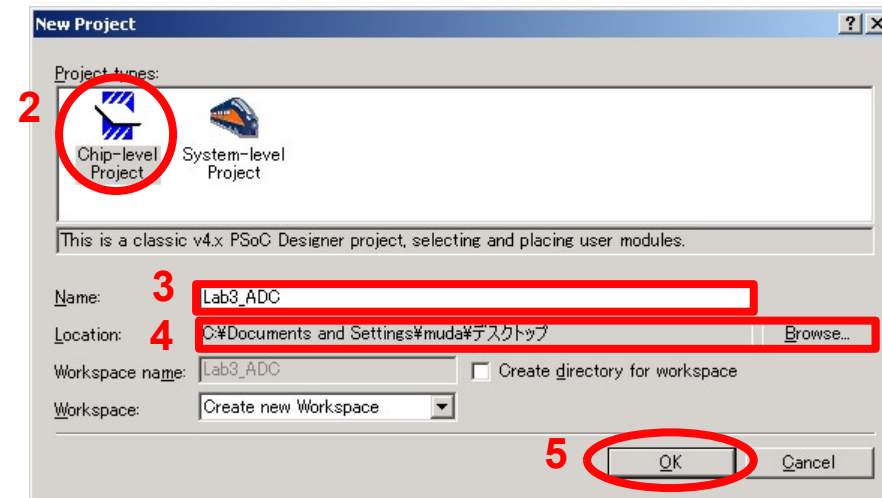 New Project
Project types:
2
Chip-level
Project
System-level
Project
This is a classic v4.x PSoC Designer project, selecting and placing user modules.
Name: 3 Lab3_ADC
Location: 4 C:¥Documents and Settings¥muda¥デスクトップ Browse...
Workspace name: Lab3_ADC Create directory for workspace
Workspace: Create new Workspace
5 OK Cancel